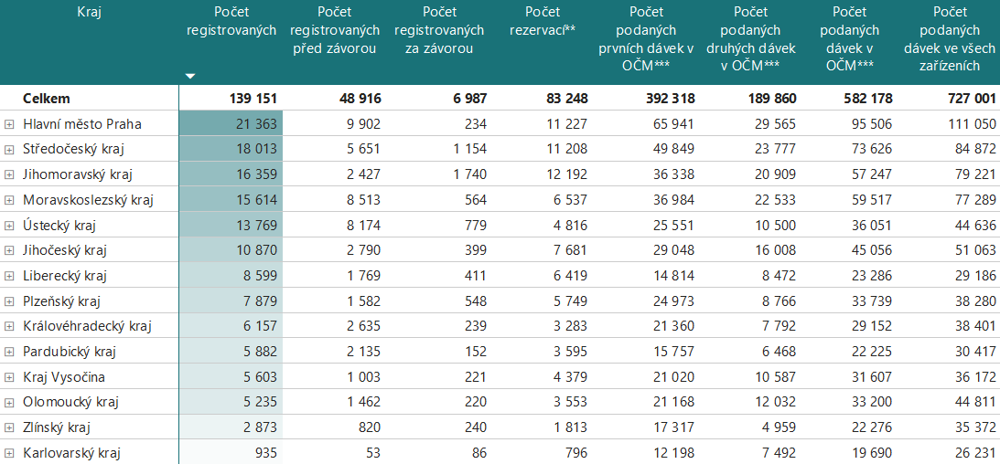 Kraj Počet registrovaných Počet registrovaných před závorou Počet registrovaných za závorou Počet rezervací** Počet podaných prvních dávek v OČM*** Počet podaných druhých dávek v OČM*** Počet podaných dávek v OČM*** Počet podaných dávek ve všech zařízeních
Celkem 139 151 48 916 6 987 83 248 392 318 189 860 582 178 727 001
Hlavní město Praha 21 363 9 902 234 11 227 65 941 29 565 95 506 111 050
Středočeský kraj 18 013 5 651 1 154 11 208 49 849 23 777 73 626 84 872
Jihomoravský kraj 16 359 2 427 1 740 12 192 36 338 20 909 57 247 79 221
Moravskoslezský kraj 15 614 8 513 564 6 537 36 984 22 533 59 517 77 289
Ústecký kraj 13 769 8 174 779 4 816 25 551 10 500 36 051 44 636
Jihočeský kraj 10 870 2 790 399 7 681 29 048 16 008 45 056 51 063
Liberecký kraj 8 599 1 769 411 6 419 14 814 8 472 23 286 29 186
Plzeňský kraj 7 879 1 582 548 5 749 24 973 8 766 33 739 38 280
Královéhradecký kraj 6 157 2 635 239 3 283 21 360 7 792 29 152 38 401
Pardubický kraj 5 882 2 135 152 3 595 15 757 6 468 22 225 30 417
Kraj Vysočina 5 603 1 003 221 4 379 21 020 10 587 31 607 36 172
Olomoucký kraj 5 235 1 462 220 3 553 21 168 12 032 33 200 44 811
Zlínský kraj 2 873 820 240 1 813 17 317 4 959 22 276 35 372
Karlovarský kraj 935 53 86 796 12 198 7 492 19 690 26 231